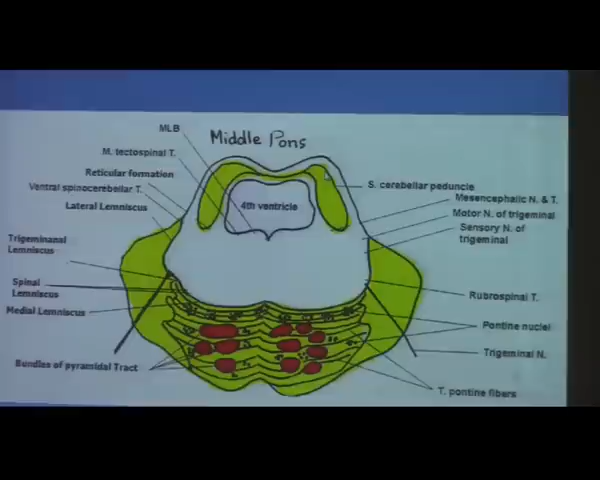 Middle Pons
MLB
M. tectospinal T.
Reticular formation
Ventral spinocerebellar T.
Lateral Lemniscus
Trigeminanal
Lemniscus
Spinal
Lemniscus
Medial Lemniscus
Bundles of pyramidal Tract
4th ventricle
S. cerebellar peduncle
Mesencephalic N. & T.
Motor N. of trigeminal
Sensory N. of
trigeminal
Rubrospinal T.
Pontine nuclei
Trigeminal N.
T. pontine fibers